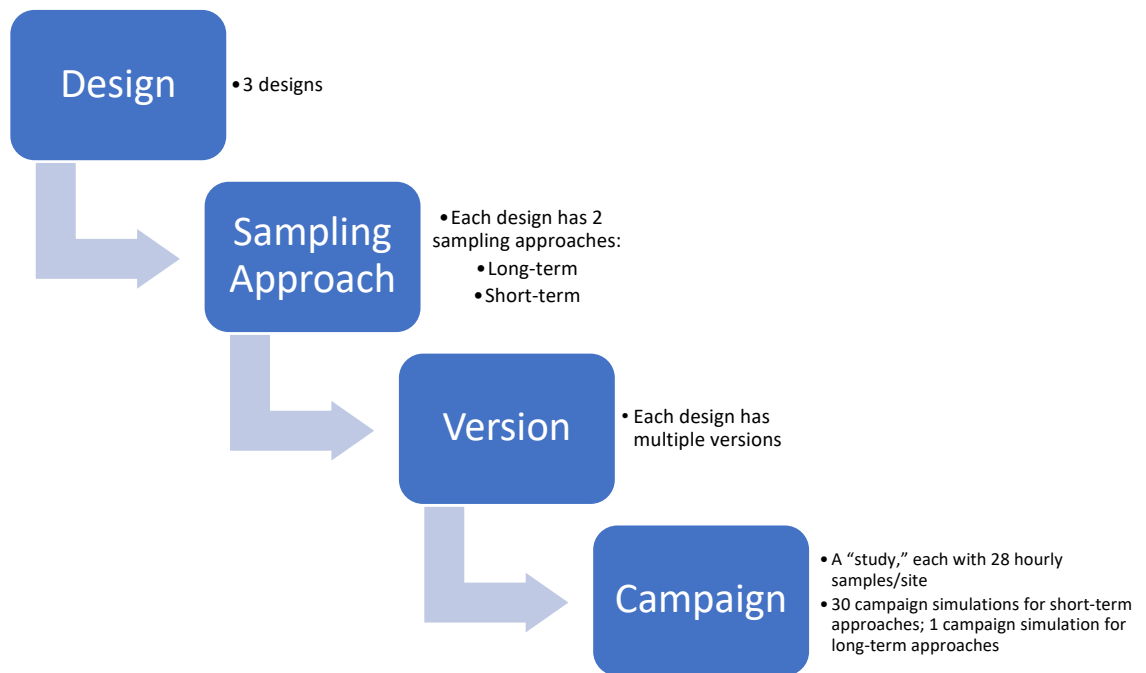 Design
•3 designs
Sampling
Approach
•Each design has 2
sampling approaches:
•Long-term
•Short-term
Version
• Each design has
multiple versions
Campaign
•A “study,” each with 28 hourly
samples/site
•30 campaign simulations for short-term
approaches; 1 campaign simulation for
long-term approaches